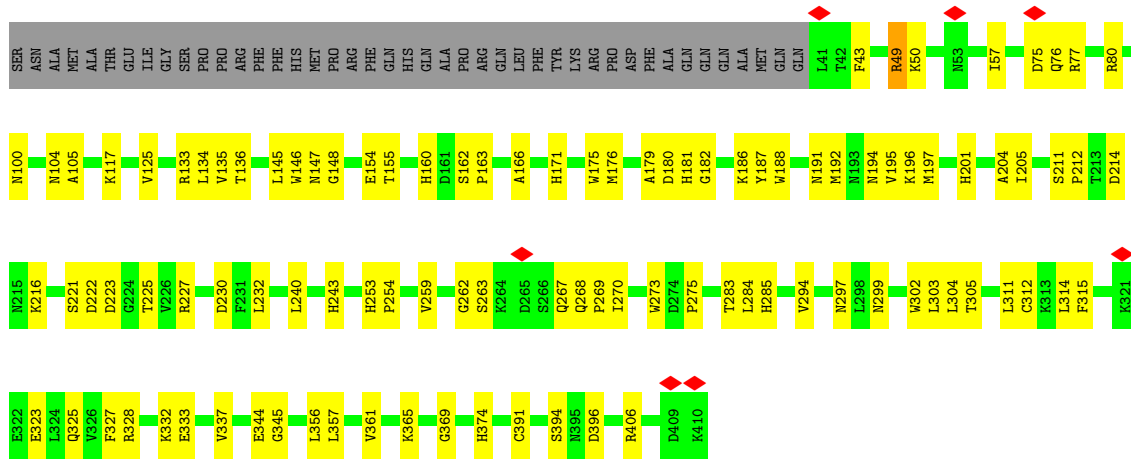 SER ASN ALA MET ALA ALA THR GLU ILE GLY SER PRO PRO ARG PHE PHE HIS MET PRO ARG PHE GLN HIS GLN ALA PRO ARG GLN LEU PHE TYR LYS ARG PRO ASP PHE ALA GLN GLN GLN ALA MET GLN GLN L41 T42 F43 R49 K50 N53 I57 D75 Q76 R77 R80
N100 N104 A105 K117 V125 R133 L134 V135 T136 L145 W146 N147 G148 E154 T155 H160 D161 S162 P163 A166 H171 W175 M176 A179 D180 H181 G182 K186 Y187 W188 N191 M192 N193 N194 V195 K196 M197 H201 A204 I205 S211 P212 T213 D214
N215 K216 S221 D222 D223 G224 T225 V226 R227 D230 F231 L232 L240 H243 H253 P254 V259 G262 S263 K264 D265 S266 Q267 Q268 P269 I270 W273 D274 P275 T283 L284 H285 V294 N297 L298 N299 W302 L303 L304 T305 L311 C312 K313 L314 F315 K321
E322 E323 L324 Q325 V326 F327 R328 K332 E333 V337 E344 G345 L356 L357 V361 K365 G369 H374 C391 S394 N395 D396 R406 D409 K410